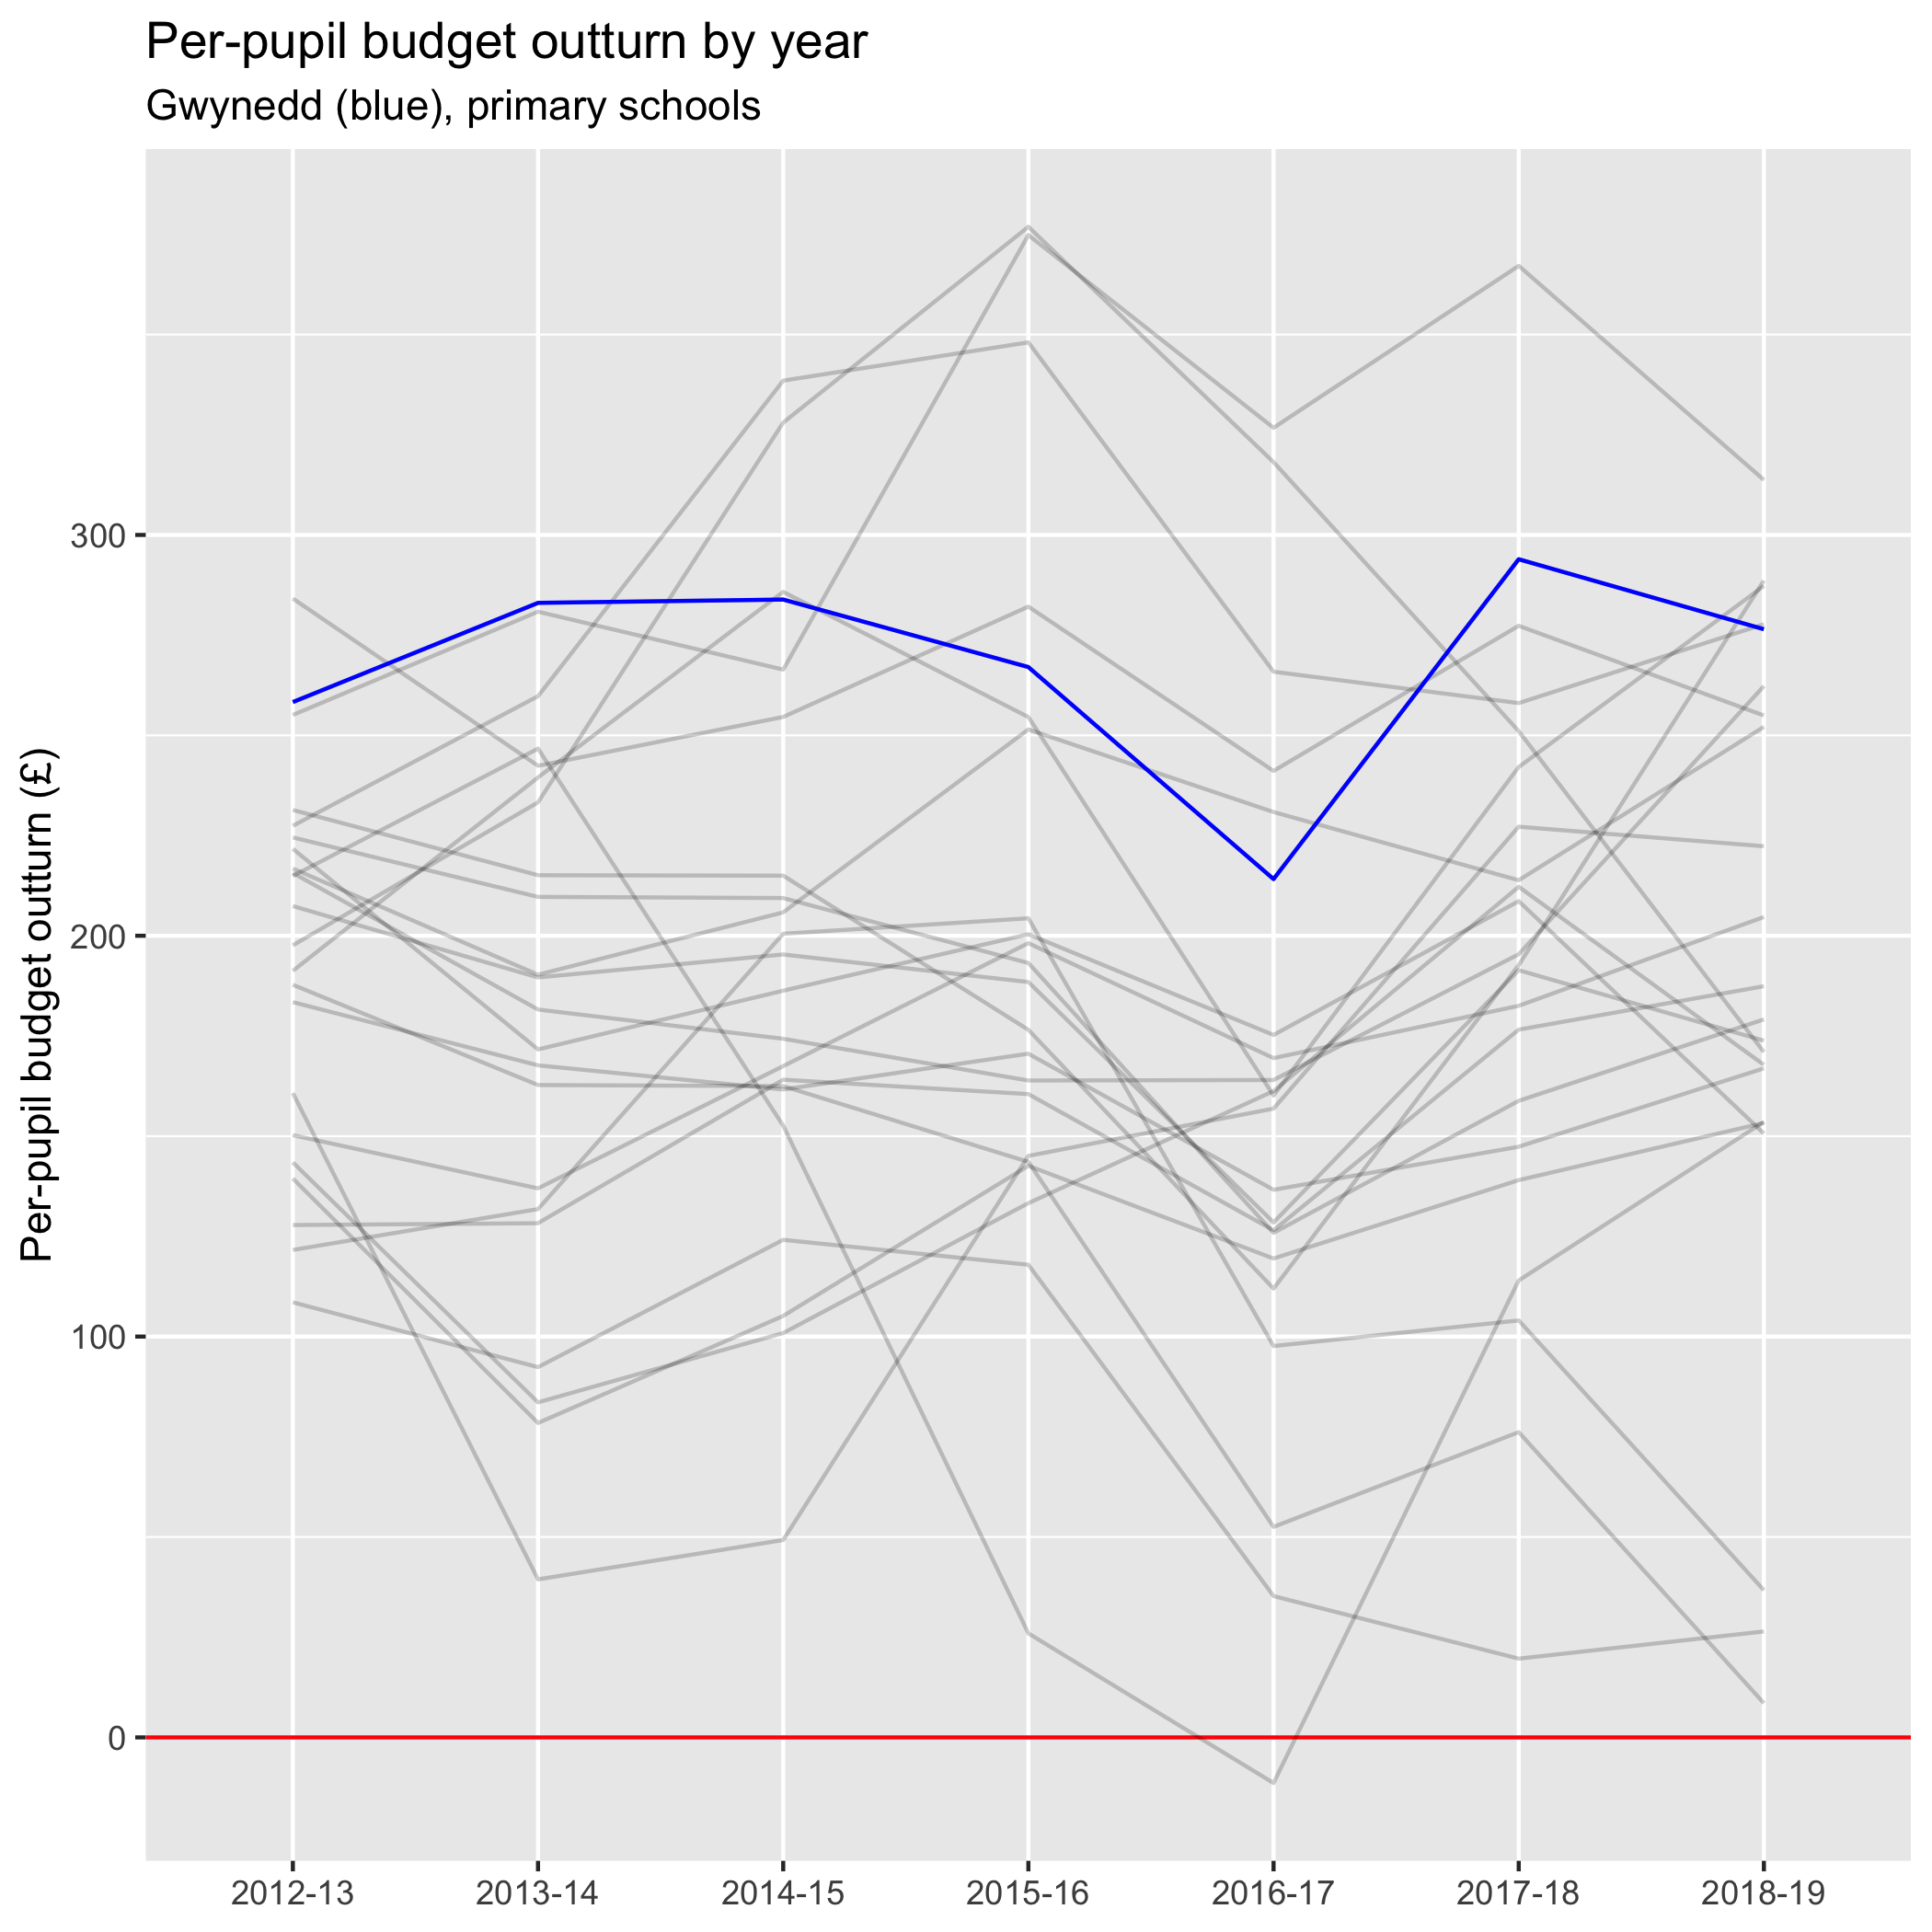 Per-pupil budget outturn by year
Gwynedd (blue), primary schools
Per-pupil budget outturn (£)
300
200
100
0
2012-13 2013-14 2014-15 2015-16 2016-17 2017-18 2018-19